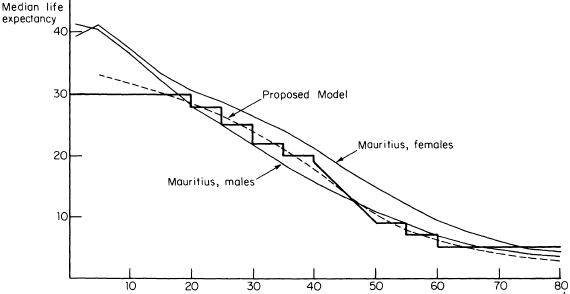 Median life
expectancy
40
30
20
10
Proposed Model
Mauritius, females
Mauritius, males
10 20 30 40 50 60 70 80